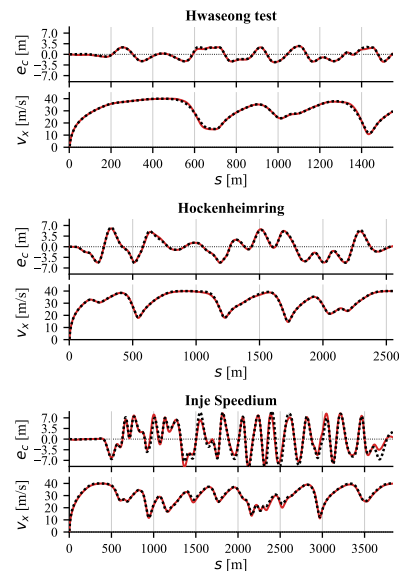 Hwaseong test
e_c [m]
7.0
3.5
0.0
−3.5
−7.0
v_x [m/s]
40
30
20
10
0
0 200 400 600 800 1000 1200 1400
s [m]
Hockenheimring
e_c [m]
7.0
3.5
0.0
−3.5
−7.0
v_x [m/s]
40
30
20
10
0
0 500 1000 1500 2000 2500
s [m]
Inje Speedium
e_c [m]
7.0
3.5
0.0
−3.5
−7.0
v_x [m/s]
40
30
20
10
0
0 500 1000 1500 2000 2500 3000 3500
s [m]